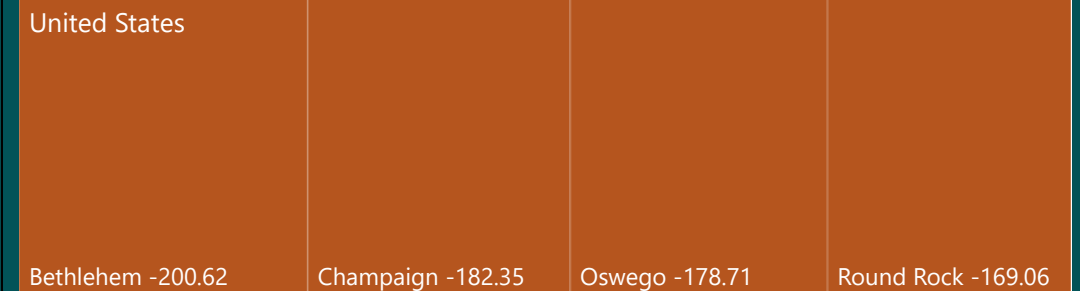 United States
Bethlehem -200.62
Champaign -182.35
Oswego -178.71
Round Rock -169.06